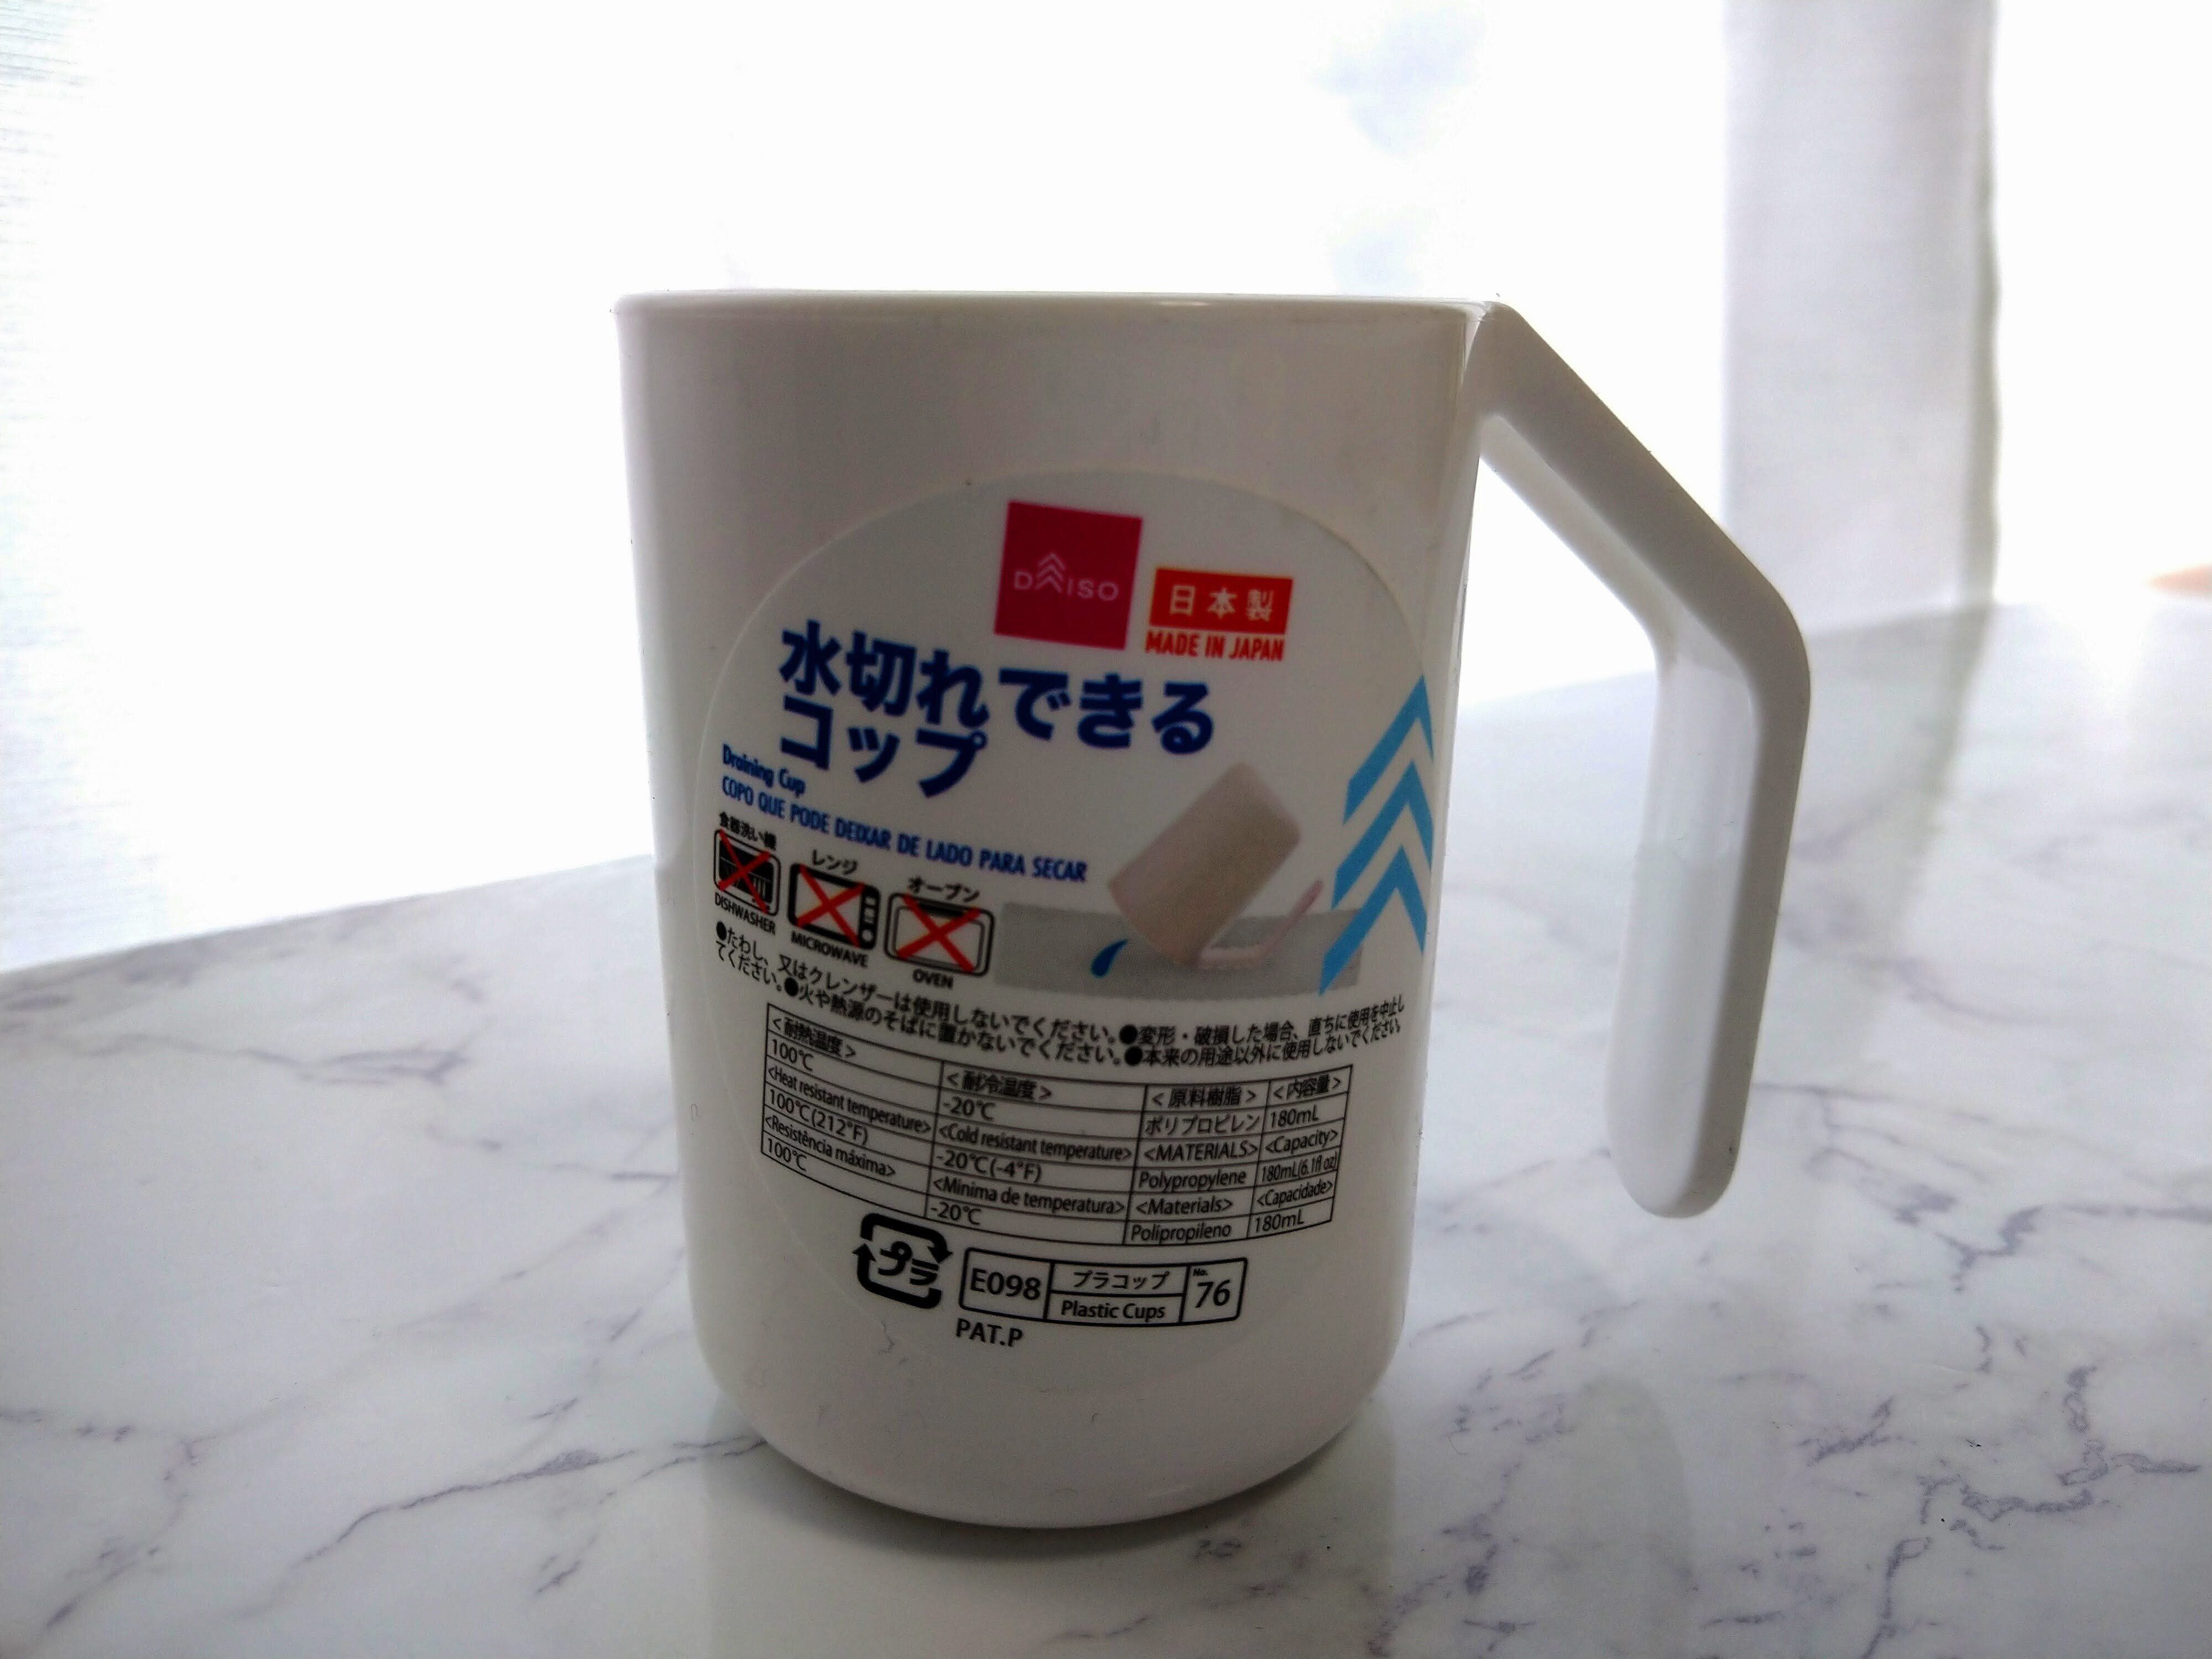 DAISO
日本製
MADE IN JAPAN
水切れできる
コップ
Draining Cup
COPO QUE PODE DEIXAR DE LADO PARA SECAR
食器洗い機 レンジ オーブン
DISHWASHER MICROWAVE OVEN
●たわし、又はクレンザーは使用しないでください。●変形・破損した場合、直ちに使用を中止し
てください。●火や熱源のそばに置かないでください。●本来の用途以外に使用しないでください。
<耐熱温度> <耐冷温度> <原料樹脂> <内容量>
100℃ -20℃ ポリプロピレン 180mL
<Heat resistant temperature> <Cold resistant temperature> <MATERIALS> <Capacity>
100℃(212°F) -20℃(-4°F) Polypropylene 180mL(6.1fl oz)
<Resistência máxima> <Mínima de temperatura> <Materials> <Capacidade>
100℃ -20℃ Polipropileno 180mL
プラ
E098 プラコップ No. 76
Plastic Cups
PAT.P